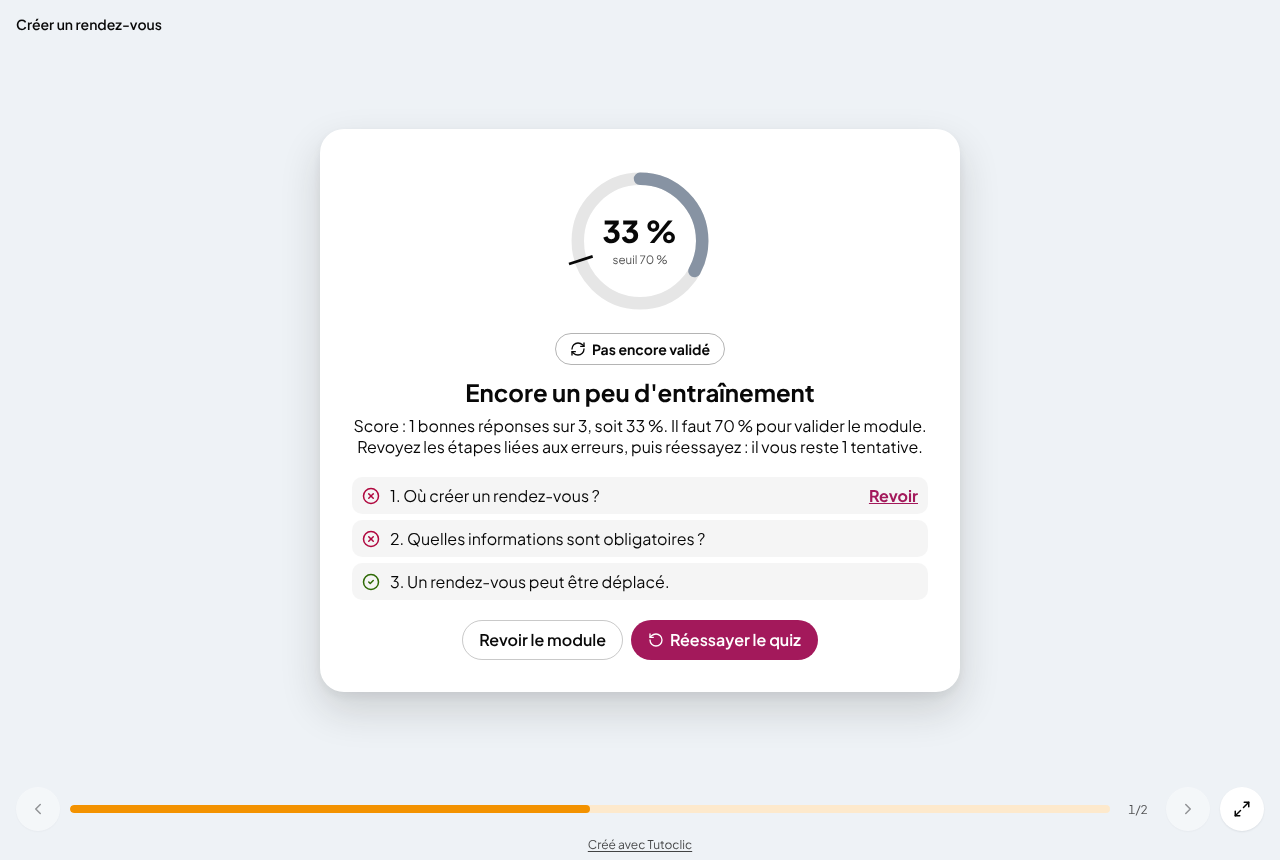 Créer un rendez-vous
33 %
seuil 70 %
Pas encore validé
Encore un peu d'entraînement
Score : 1 bonnes réponses sur 3, soit 33 %. Il faut 70 % pour valider le module.
Revoyez les étapes liées aux erreurs, puis réessayez : il vous reste 1 tentative.
1. Où créer un rendez-vous ? Revoir
2. Quelles informations sont obligatoires ?
3. Un rendez-vous peut être déplacé.
Revoir le module Réessayer le quiz
1/2
Créé avec Tutoclic